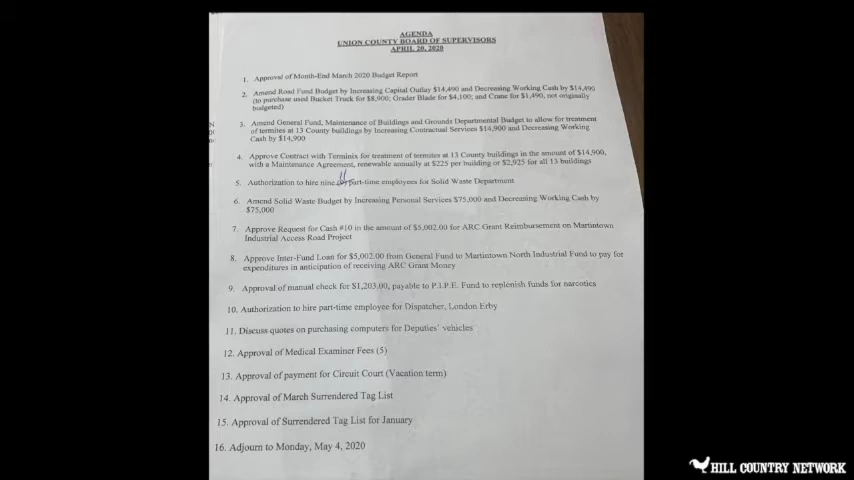 AGENDA
UNION COUNTY BOARD OF SUPERVISORS
APRIL 20, 2020
1. Approval of Month-End March 2020 Budget Report
2. Amend Road Fund Budget by Increasing Capital Outlay $14,490 and Decreasing Working Cash by $14,490
(to purchase used Bucket Truck for $8,900; Grader Blade for $4,100; and Crane for $1,490, not originally
budgeted)
3. Amend General Fund, Maintenance of Buildings and Grounds Departmental Budget to allow for treatment
of termites at 13 County buildings by Increasing Contractual Services $14,900 and Decreasing Working
Cash by $14,900
4. Approve Contract with Terminix for treatment of termites at 13 County buildings in the amount of $14,900,
with a Maintenance Agreement, renewable annually at $225 per building or $2,925 for all 13 buildings
5. Authorization to hire nine 11 part-time employees for Solid Waste Department
6. Amend Solid Waste Budget by Increasing Personal Services $75,000 and Decreasing Working Cash by
$75,000
7. Approve Request for Cash #10 in the amount of $5,002.00 for ARC Grant Reimbursement on Martintown
Industrial Access Road Project
8. Approve Inter-Fund Loan for $5,002.00 from General Fund to Martintown North Industrial Fund to pay for
expenditures in anticipation of receiving ARC Grant Money
9. Approval of manual check for $1,203.00, payable to P.I.P.E. Fund to replenish funds for narcotics
10. Authorization to hire part-time employee for Dispatcher, London Erby
11. Discuss quotes on purchasing computers for Deputies' vehicles
12. Approval of Medical Examiner Fees (5)
13. Approval of payment for Circuit Court (Vacation term)
14. Approval of March Surrendered Tag List
15. Approval of Surrendered Tag List for January
16. Adjourn to Monday, May 4, 2020
HILL COUNTRY NETWORK